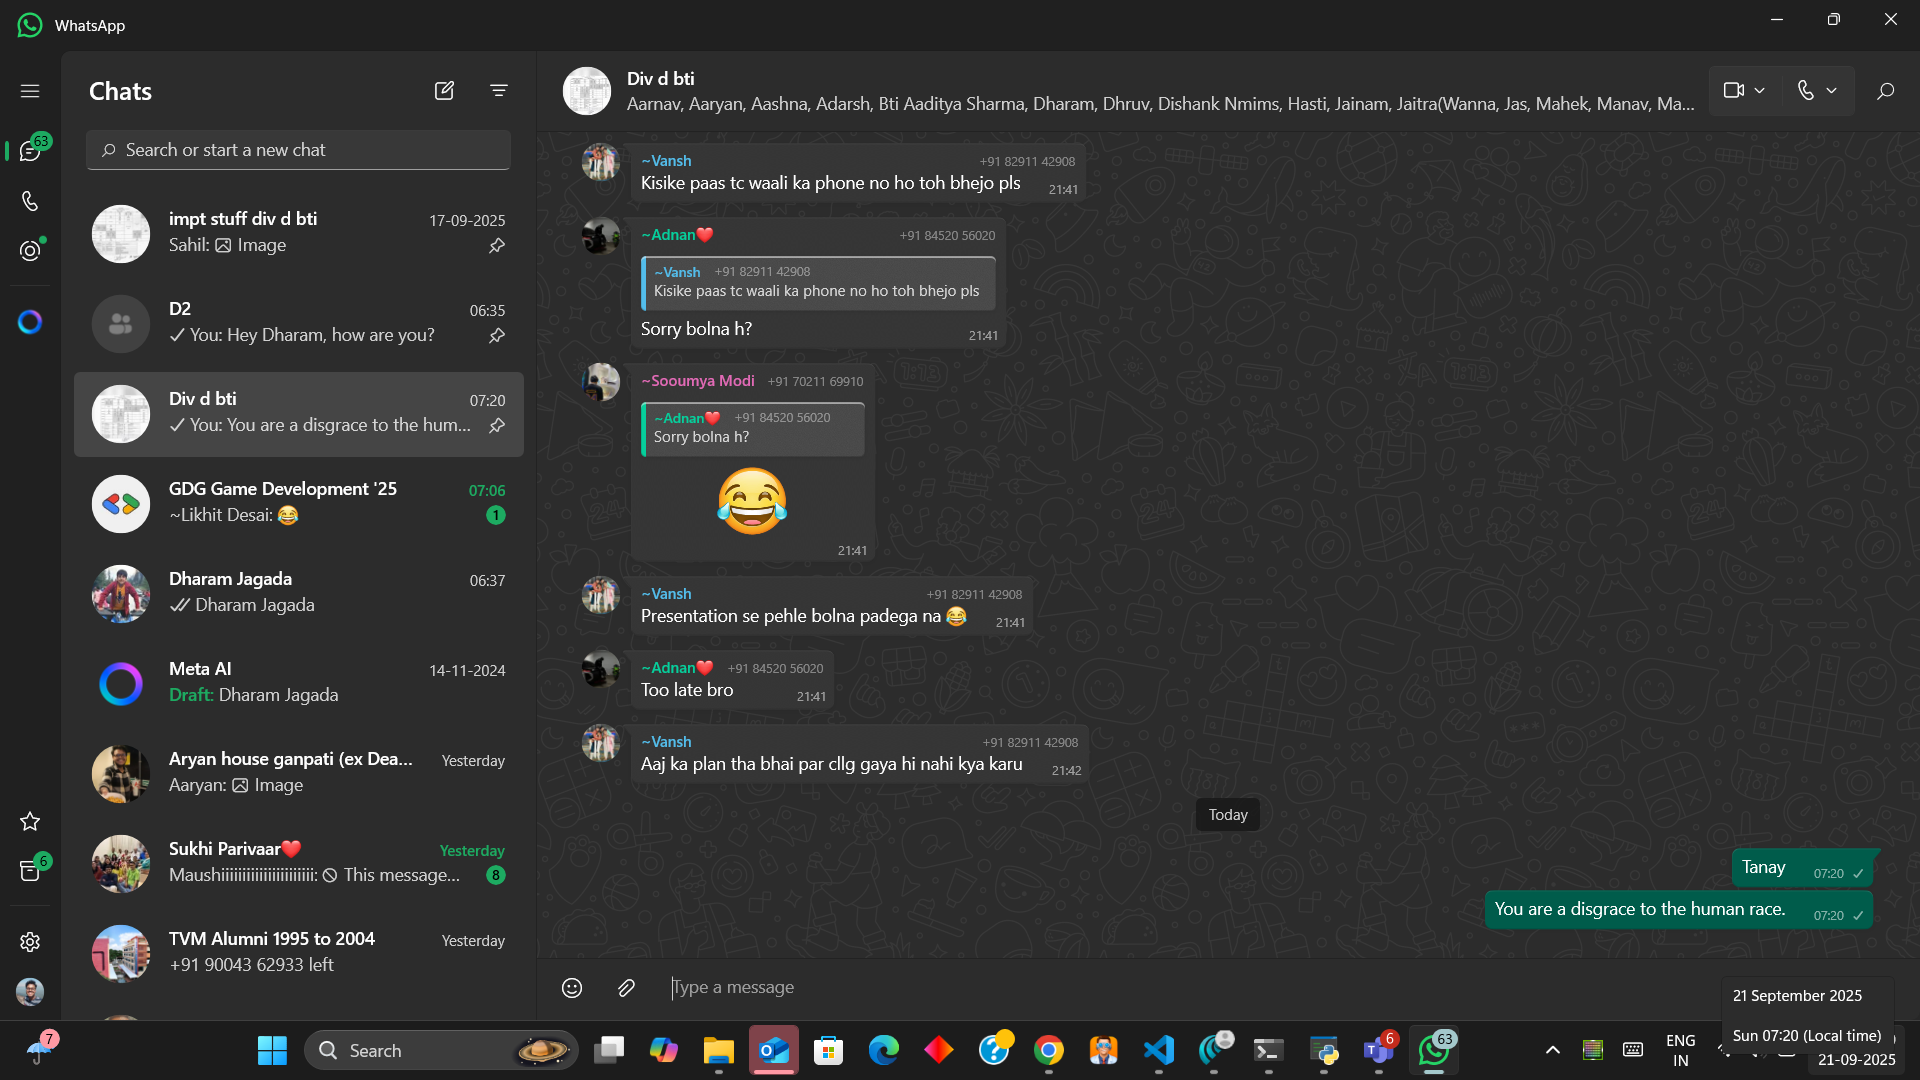 WhatsApp
Chats
Search or start a new chat
63
impt stuff div d bti 17-09-2025
Sahil: Image
D2 06:35
You: Hey Dharam, how are you?
Div d bti 07:20
You: You are a disgrace to the hum...
GDG Game Development '25 07:06
~Likhit Desai: 😂 1
Dharam Jagada 06:37
Dharam Jagada
Meta AI 14-11-2024
Draft: Dharam Jagada
Aryan house ganpati (ex Dea... Yesterday
Aaryan: Image
Sukhi Parivaar❤️ Yesterday
Maushiiiiiiiiiiiiiiiiiiiiii: This message... 8
6
TVM Alumni 1995 to 2004 Yesterday
+91 90043 62933 left
Div d bti
Aarnav, Aaryan, Aashna, Adarsh, Bti Aaditya Sharma, Dharam, Dhruv, Dishank Nmims, Hasti, Jainam, Jaitra(Wanna, Jas, Mahek, Manav, Ma...
~Vansh +91 82911 42908
Kisike paas tc waali ka phone no ho toh bhejo pls 21:41
~Adnan❤️ +91 84520 56020
~Vansh +91 82911 42908
Kisike paas tc waali ka phone no ho toh bhejo pls
Sorry bolna h? 21:41
~Sooumya Modi +91 70211 69910
~Adnan❤️ +91 84520 56020
Sorry bolna h?
😂
21:41
~Vansh +91 82911 42908
Presentation se pehle bolna padega na 😂 21:41
~Adnan❤️ +91 84520 56020
Too late bro 21:41
~Vansh +91 82911 42908
Aaj ka plan tha bhai par cllg gaya hi nahi kya karu 21:42
Today
Tanay 07:20
You are a disgrace to the human race. 07:20
Type a message
21 September 2025
Sun 07:20 (Local time)
7
Search
6
63
ENG
IN
21-09-2025